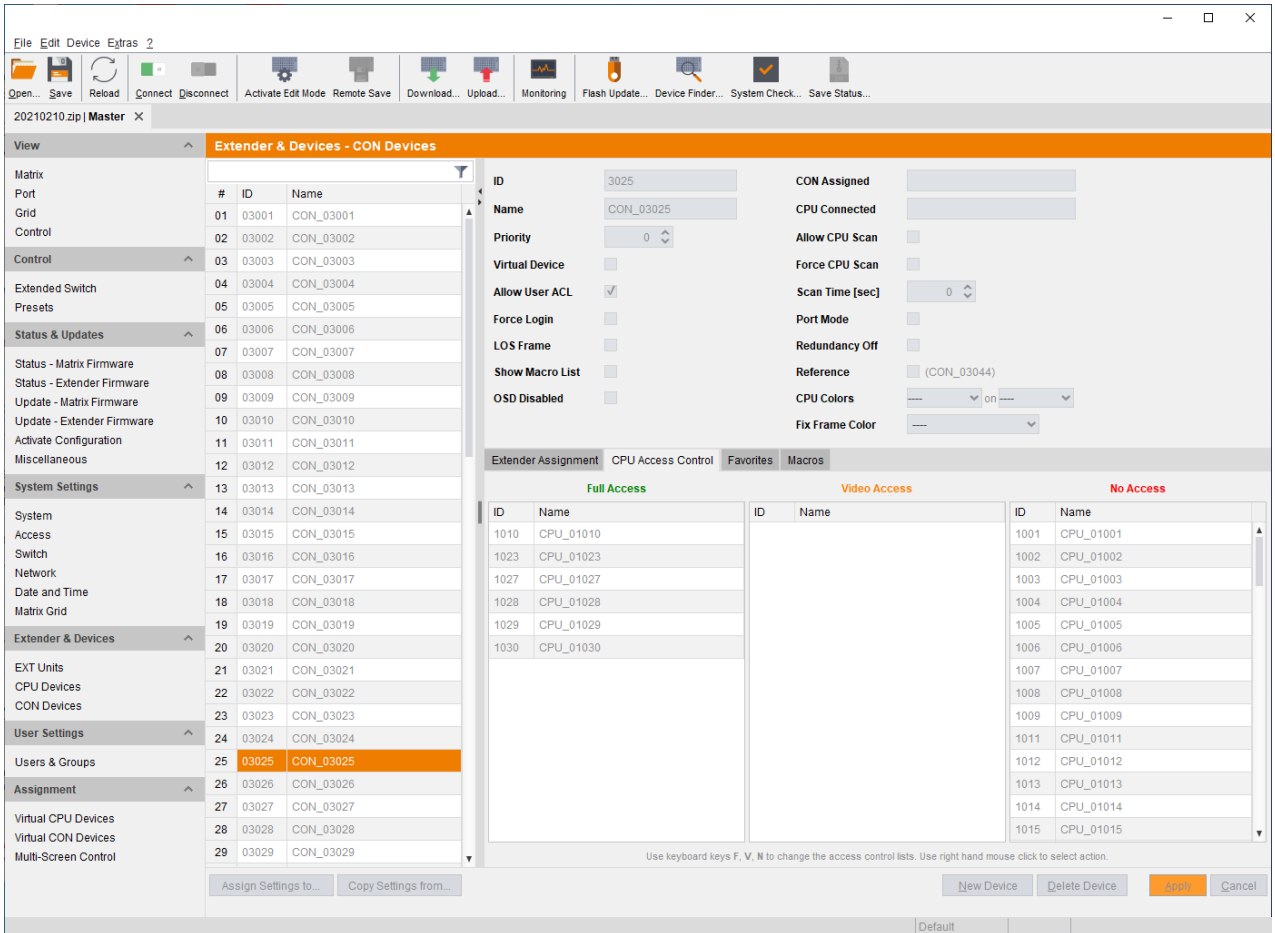 File Edit Device Extras ?
Open... Save Reload Connect Disconnect Activate Edit Mode Remote Save Download... Upload... Monitoring Flash Update... Device Finder... System Check... Save Status...
20210210.zip | Master
View
Matrix
Port
Grid
Control
Control
Extended Switch
Presets
Status & Updates
Status - Matrix Firmware
Status - Extender Firmware
Update - Matrix Firmware
Update - Extender Firmware
Activate Configuration
Miscellaneous
System Settings
System
Access
Switch
Network
Date and Time
Matrix Grid
Extender & Devices
EXT Units
CPU Devices
CON Devices
User Settings
Users & Groups
Assignment
Virtual CPU Devices
Virtual CON Devices
Multi-Screen Control
Extender & Devices - CON Devices
# ID Name
01 03001 CON_03001
02 03002 CON_03002
03 03003 CON_03003
04 03004 CON_03004
05 03005 CON_03005
06 03006 CON_03006
07 03007 CON_03007
08 03008 CON_03008
09 03009 CON_03009
10 03010 CON_03010
11 03011 CON_03011
12 03012 CON_03012
13 03013 CON_03013
14 03014 CON_03014
15 03015 CON_03015
16 03016 CON_03016
17 03017 CON_03017
18 03018 CON_03018
19 03019 CON_03019
20 03020 CON_03020
21 03021 CON_03021
22 03022 CON_03022
23 03023 CON_03023
24 03024 CON_03024
25 03025 CON_03025
26 03026 CON_03026
27 03027 CON_03027
28 03028 CON_03028
29 03029 CON_03029
Assign Settings to... Copy Settings from...
ID 3025
Name CON_03025
Priority 0
Virtual Device
Allow User ACL
Force Login
LOS Frame
Show Macro List
OSD Disabled
CON Assigned
CPU Connected
Allow CPU Scan
Force CPU Scan
Scan Time [sec] 0
Port Mode
Redundancy Off
Reference (CON_03044)
CPU Colors ---- on ----
Fix Frame Color ----
Extender Assignment CPU Access Control Favorites Macros
Full Access
ID Name
1010 CPU_01010
1023 CPU_01023
1027 CPU_01027
1028 CPU_01028
1029 CPU_01029
1030 CPU_01030
Video Access
ID Name
No Access
ID Name
1001 CPU_01001
1002 CPU_01002
1003 CPU_01003
1004 CPU_01004
1005 CPU_01005
1006 CPU_01006
1007 CPU_01007
1008 CPU_01008
1009 CPU_01009
1011 CPU_01011
1012 CPU_01012
1013 CPU_01013
1014 CPU_01014
1015 CPU_01015
Use keyboard keys F, V, N to change the access control lists. Use right hand mouse click to select action.
New Device Delete Device Apply Cancel
Default